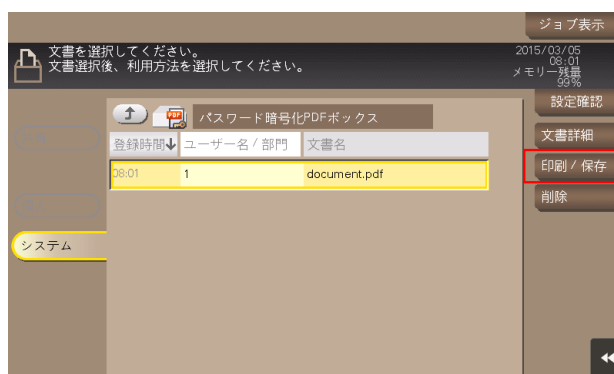 ジョブ表示
文書を選択してください。
文書選択後、利用方法を選択してください。
2015/03/05
08:01
メモリー残量
99%
設定確認
文書詳細
印刷 / 保存
削除
パスワード暗号化PDFボックス
登録時間 ユーザー名 / 部門 文書名
08:01 1 document.pdf
システム